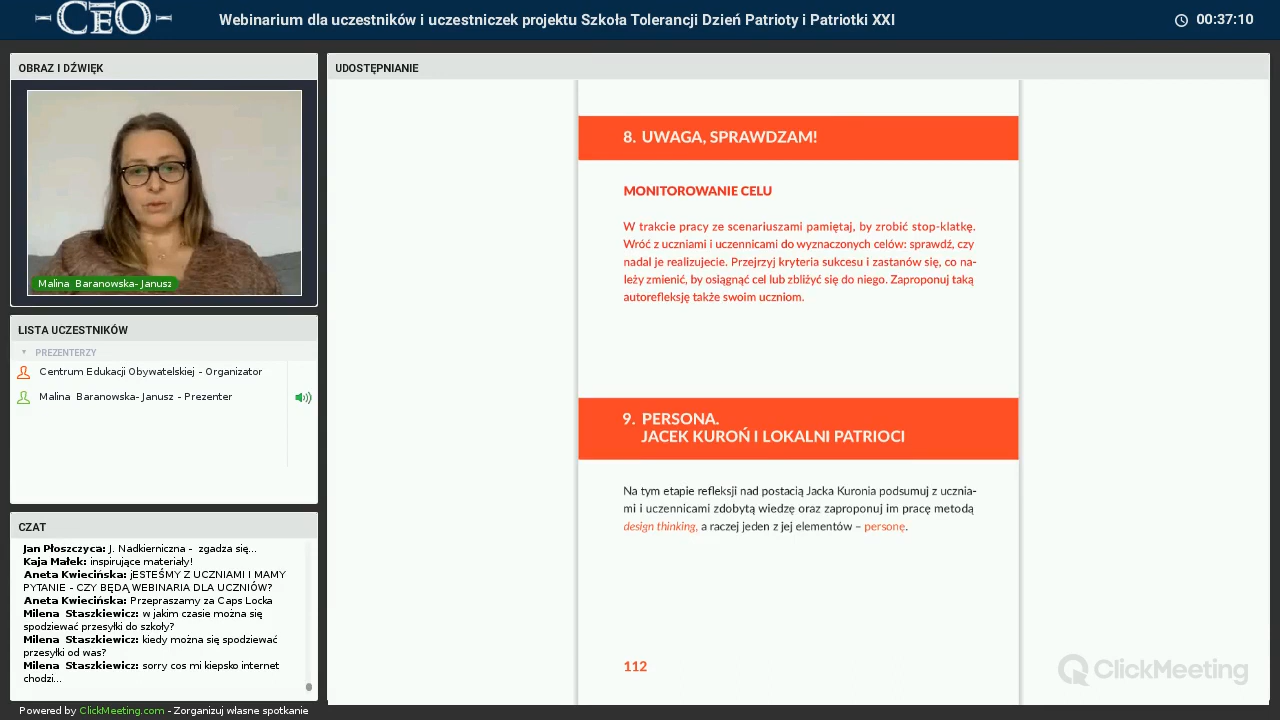 CEO
Webinarium dla uczestników i uczestniczek projektu Szkoła Tolerancji Dzień Patrioty i Patriotki XXI
00:37:10
OBRAZ I DŹWIĘK
Malina Baranowska- Janusz
LISTA UCZESTNIKÓW
PREZENTERZY
Centrum Edukacji Obywatelskiej - Organizator
Malina Baranowska- Janusz - Prezenter
CZAT
Jan Płoszczyca: J. Nadkierniczna - zgadza się...
Kaja Małek: inspirujące materiały!
Aneta Kwiecińska: jESTEŚMY Z UCZNIAMI I MAMY
PYTANIE - CZY BĘDĄ WEBINARIA DLA UCZNIÓW?
Aneta Kwiecińska: Przepraszamy za Caps Locka
Milena Staszkiewicz: w jakim czasie można się
spodziewać przesyłki do szkoły?
Milena Staszkiewicz: kiedy można się spodziewać
przesyłki od was?
Milena Staszkiewicz: sorry cos mi kiepsko internet
chodzi...
Powered by ClickMeeting.com - Zorganizuj własne spotkanie
UDOSTĘPNIANIE
8. UWAGA, SPRAWDZAM!
MONITOROWANIE CELU
W trakcie pracy ze scenariuszami pamiętaj, by zrobić stop-klatkę.
Wróć z uczniami i uczennicami do wyznaczonych celów: sprawdź, czy
nadal je realizujecie. Przejrzyj kryteria sukcesu i zastanów się, co na-
leży zmienić, by osiągnąć cel lub zbliżyć się do niego. Zaproponuj taką
autorefleksję także swoim uczniom.
9. PERSONA.
JACEK KUROŃ I LOKALNI PATRIOCI
Na tym etapie refleksji nad postacią Jacka Kuronia podsumuj z ucznia-
mi i uczennicami zdobytą wiedzę oraz zaproponuj im pracę metodą
design thinking, a raczej jeden z jej elementów – personę.
112
ClickMeeting